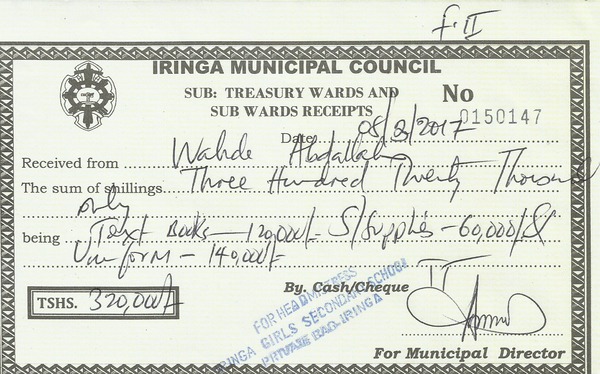 f. II
IRINGA MUNICIPAL COUNCIL
SUB: TREASURY WARDS AND
SUB WARDS RECEIPTS
No 0150147
Date 08/8/2017
Received from Wahde Abdallah
The sum of shillings Three Hundred Twenty Thousand
only
being Text Books - 120,000/- S/Supplies - 60,000/-
Uniform - 140,000/-
By. Cash/Cheque
TSHS. 320,000/-
FOR HEADMISTRESS
IRINGA GIRLS SECONDARY SCHOOL
PRIVATE BAG-IRINGA
For Municipal Director